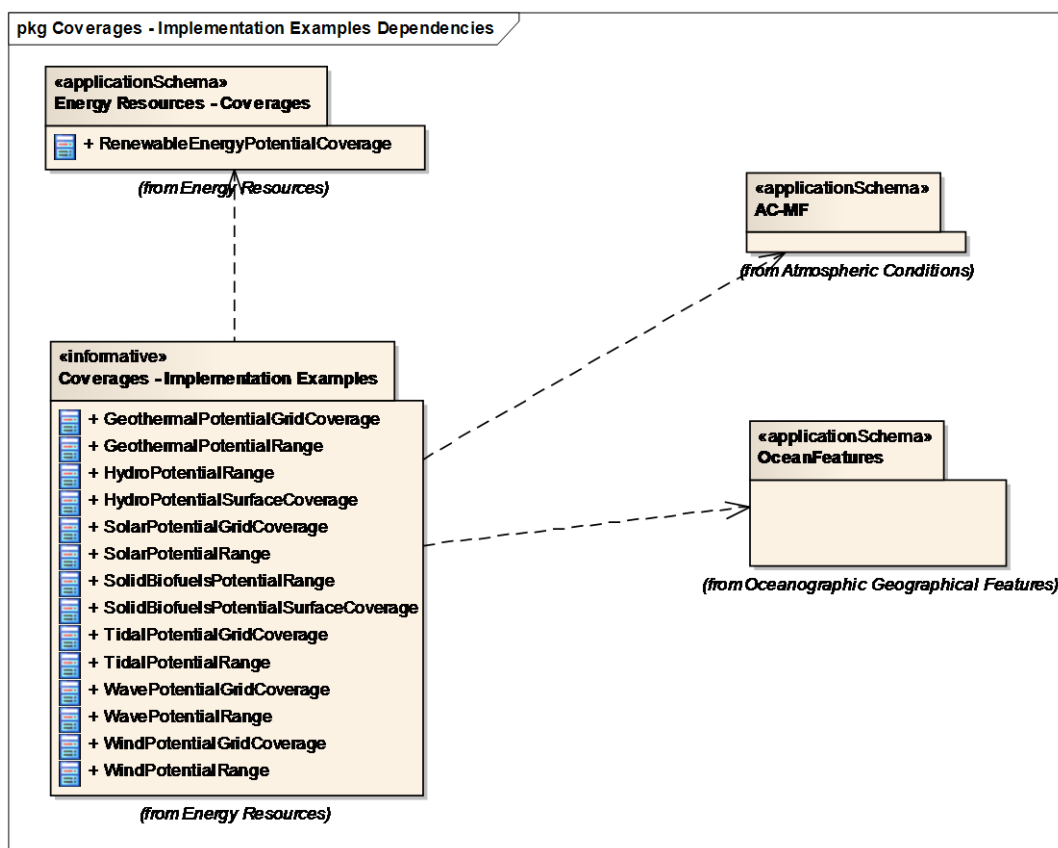 pkg Coverages - Implementation Examples Dependencies
«applicationSchema»
Energy Resources - Coverages
+ RenewableEnergyPotentialCoverage
(from Energy Resources)
«applicationSchema»
AC-MF
(from Atmospheric Conditions)
«informative»
Coverages - Implementation Examples
+ GeothermalPotentialGridCoverage
+ GeothermalPotentialRange
+ HydroPotentialRange
+ HydroPotentialSurfaceCoverage
+ SolarPotentialGridCoverage
+ SolarPotentialRange
+ SolidBiofuelsPotentialRange
+ SolidBiofuelsPotentialSurfaceCoverage
+ TidalPotentialGridCoverage
+ TidalPotentialRange
+ WavePotentialGridCoverage
+ WavePotentialRange
+ WindPotentialGridCoverage
+ WindPotentialRange
(from Energy Resources)
«applicationSchema»
OceanFeatures
(from Oceanographic Geographical Features)